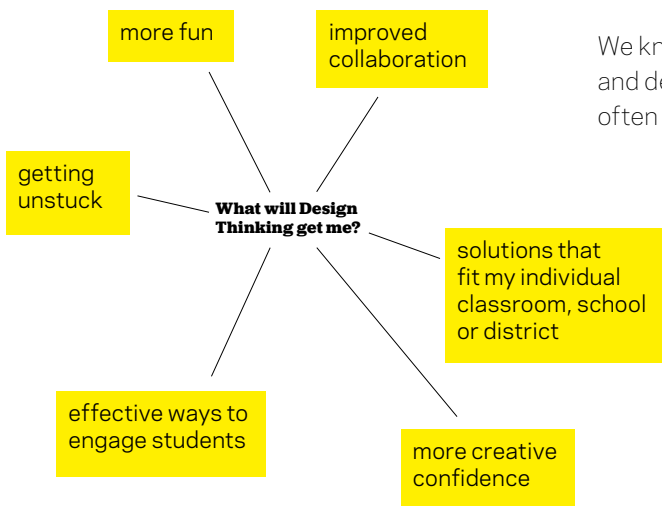 more fun
improved
collaboration
We kn
and de
often
getting
unstuck
What will Design
Thinking get me?
solutions that
fit my individual
classroom, school
or district
effective ways to
engage students
more creative
confidence